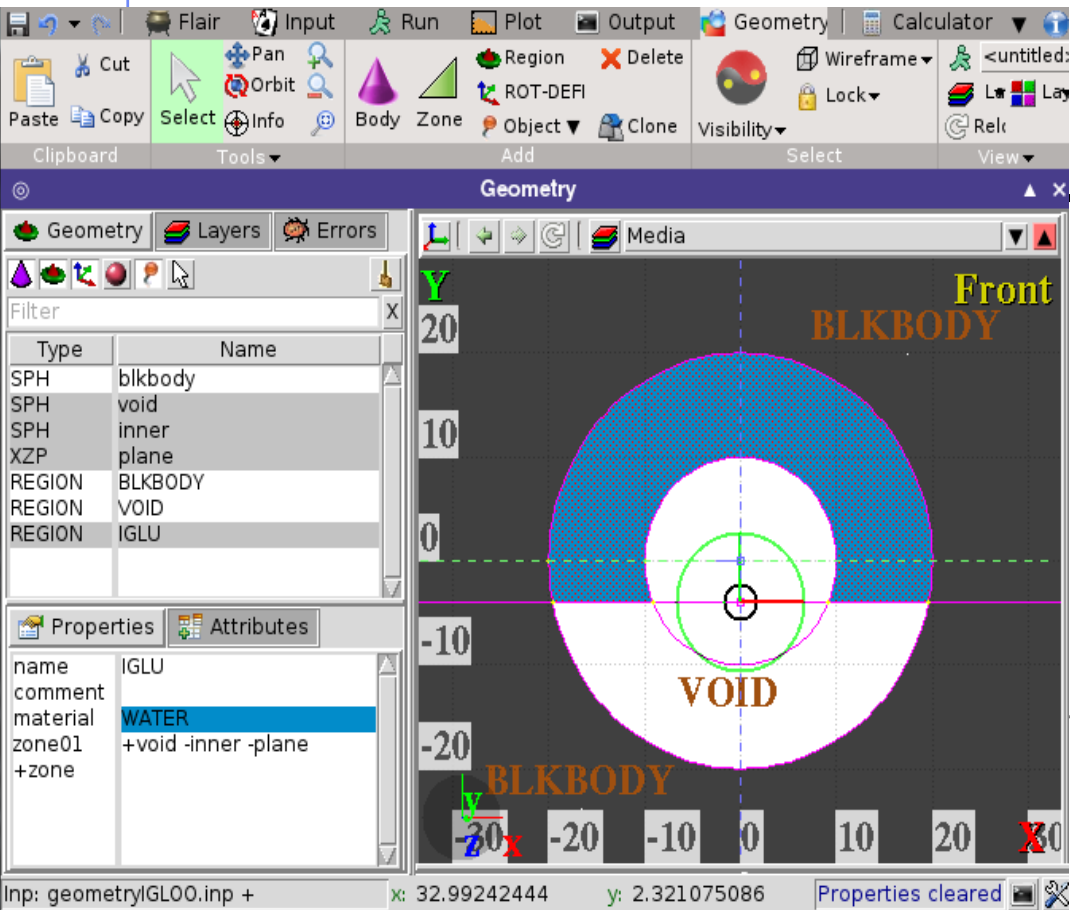 Flair Input Run Plot Output Geometry Calculator
Paste Cut Copy
Select Pan Orbit Info
Body Zone Region ROT-DEFI Object Delete Clone
Visibility Wireframe Lock
<untitled> Relo
Clipboard Tools Add Select View
Geometry
Geometry Layers Errors
Media
Filter X
Type Name
SPH blkbody
SPH void
SPH inner
XZP plane
REGION BLKBODY
REGION VOID
REGION IGLU
Properties Attributes
name IGLU
comment
material WATER
zone01 +void -inner -plane
+zone
Y
Front
BLKBODY
20
10
0
-10
VOID
-20
BLKBODY
y
z x
-30 -20 -10 0 10 20 30
X
Inp: geometryIGLOO.inp + x: 32.99242444 y: 2.321075086 Properties cleared